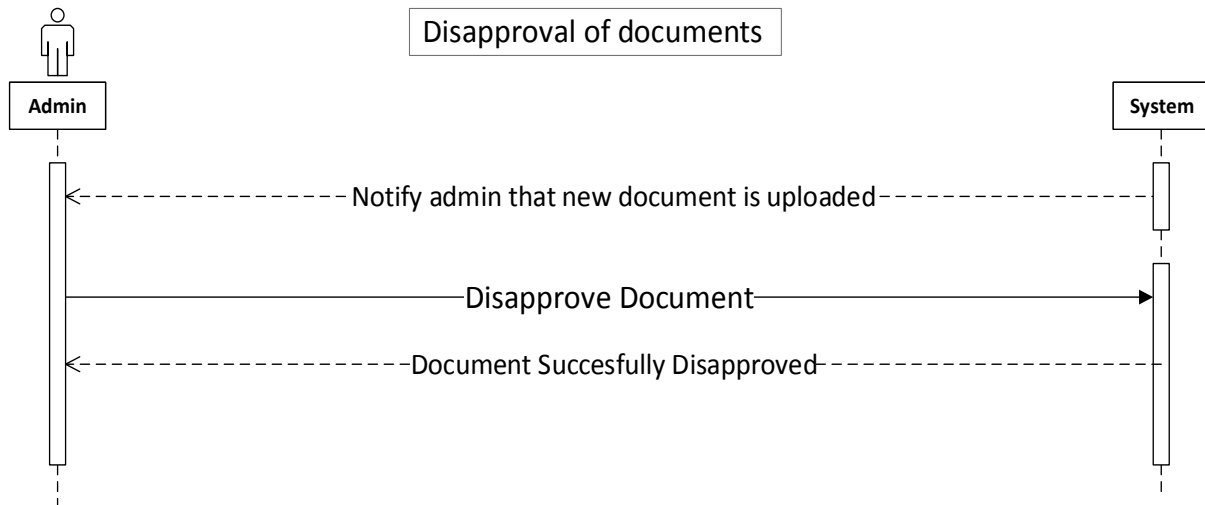 Disapproval of documents
Admin
System
Notify admin that new document is uploaded
Disapprove Document
Document Succesfully Disapproved